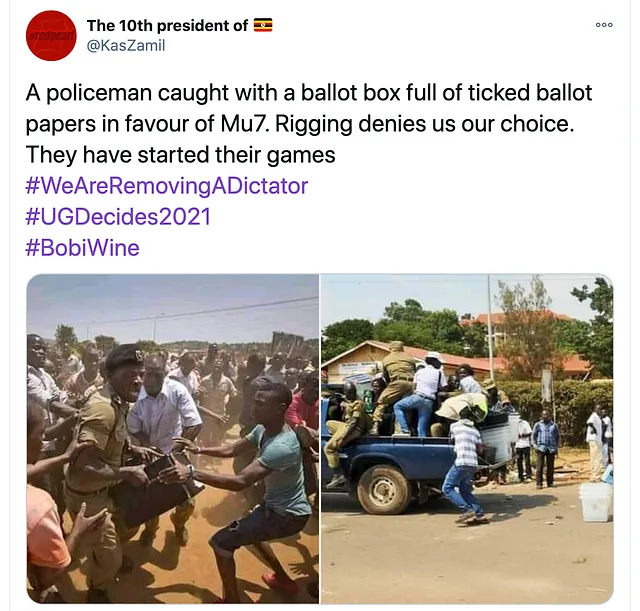 #redpearl
The 10th president of 🇺🇬
@KasZamil
A policeman caught with a ballot box full of ticked ballot
papers in favour of Mu7. Rigging denies us our choice.
They have started their games
#WeAreRemovingADictator
#UGDecides2021
#BobiWine